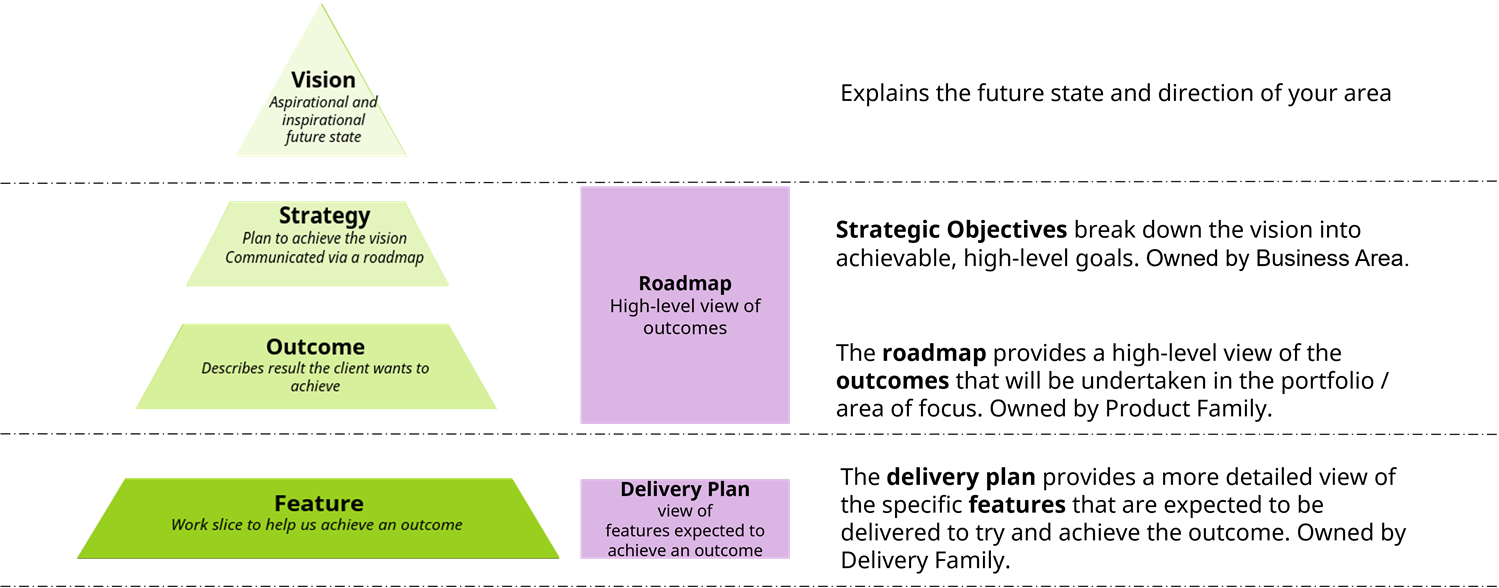 Vision
Aspirational and
inspirational
future state
Explains the future state and direction of your area
Strategy
Plan to achieve the vision
Communicated via a roadmap
Roadmap
High-level view of
outcomes
Strategic Objectives break down the vision into
achievable, high-level goals. Owned by Business Area.
Outcome
Describes result the client wants to
achieve
The roadmap provides a high-level view of the
outcomes that will be undertaken in the portfolio /
area of focus. Owned by Product Family.
Feature
Work slice to help us achieve an outcome
Delivery Plan
view of
features expected to
achieve an outcome
The delivery plan provides a more detailed view of
the specific features that are expected to be
delivered to try and achieve the outcome. Owned by
Delivery Family.